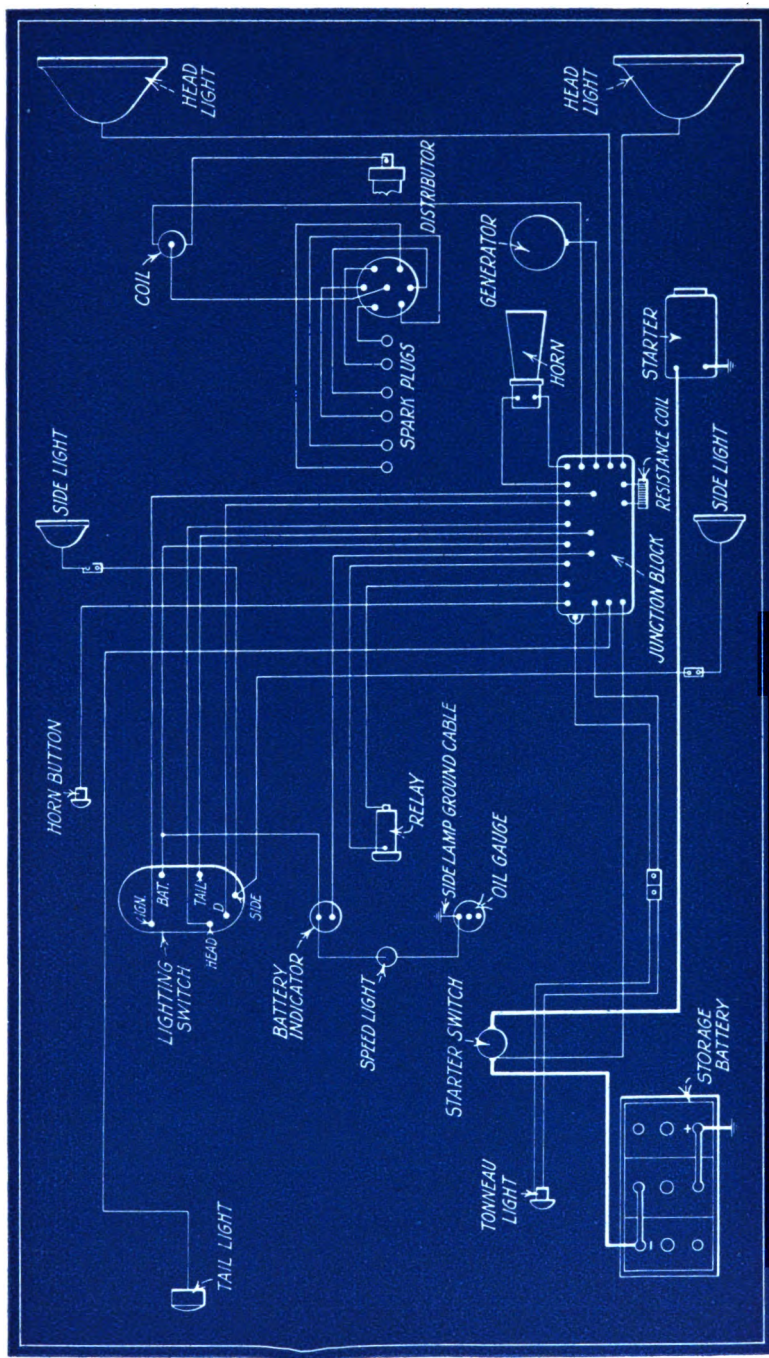 TAIL LIGHT
HORN BUTTON
SIDE LIGHT
COIL
HEAD
LIGHT
LIGHTING
SWITCH
IGN.
BAT.
TAIL
D
HEAD
SIDE
DISTRIBUTOR
SPARK PLUGS
BATTERY
INDICATOR
RELAY
SPEED LIGHT
SIDE LAMP GROUND CABLE
OIL GAUGE
GENERATOR
HORN
STARTER SWITCH
TONNEAU
LIGHT
JUNCTION BLOCK
RESISTANCE COIL
STARTER
SIDE LIGHT
HEAD
LIGHT
STORAGE
BATTERY
-
+